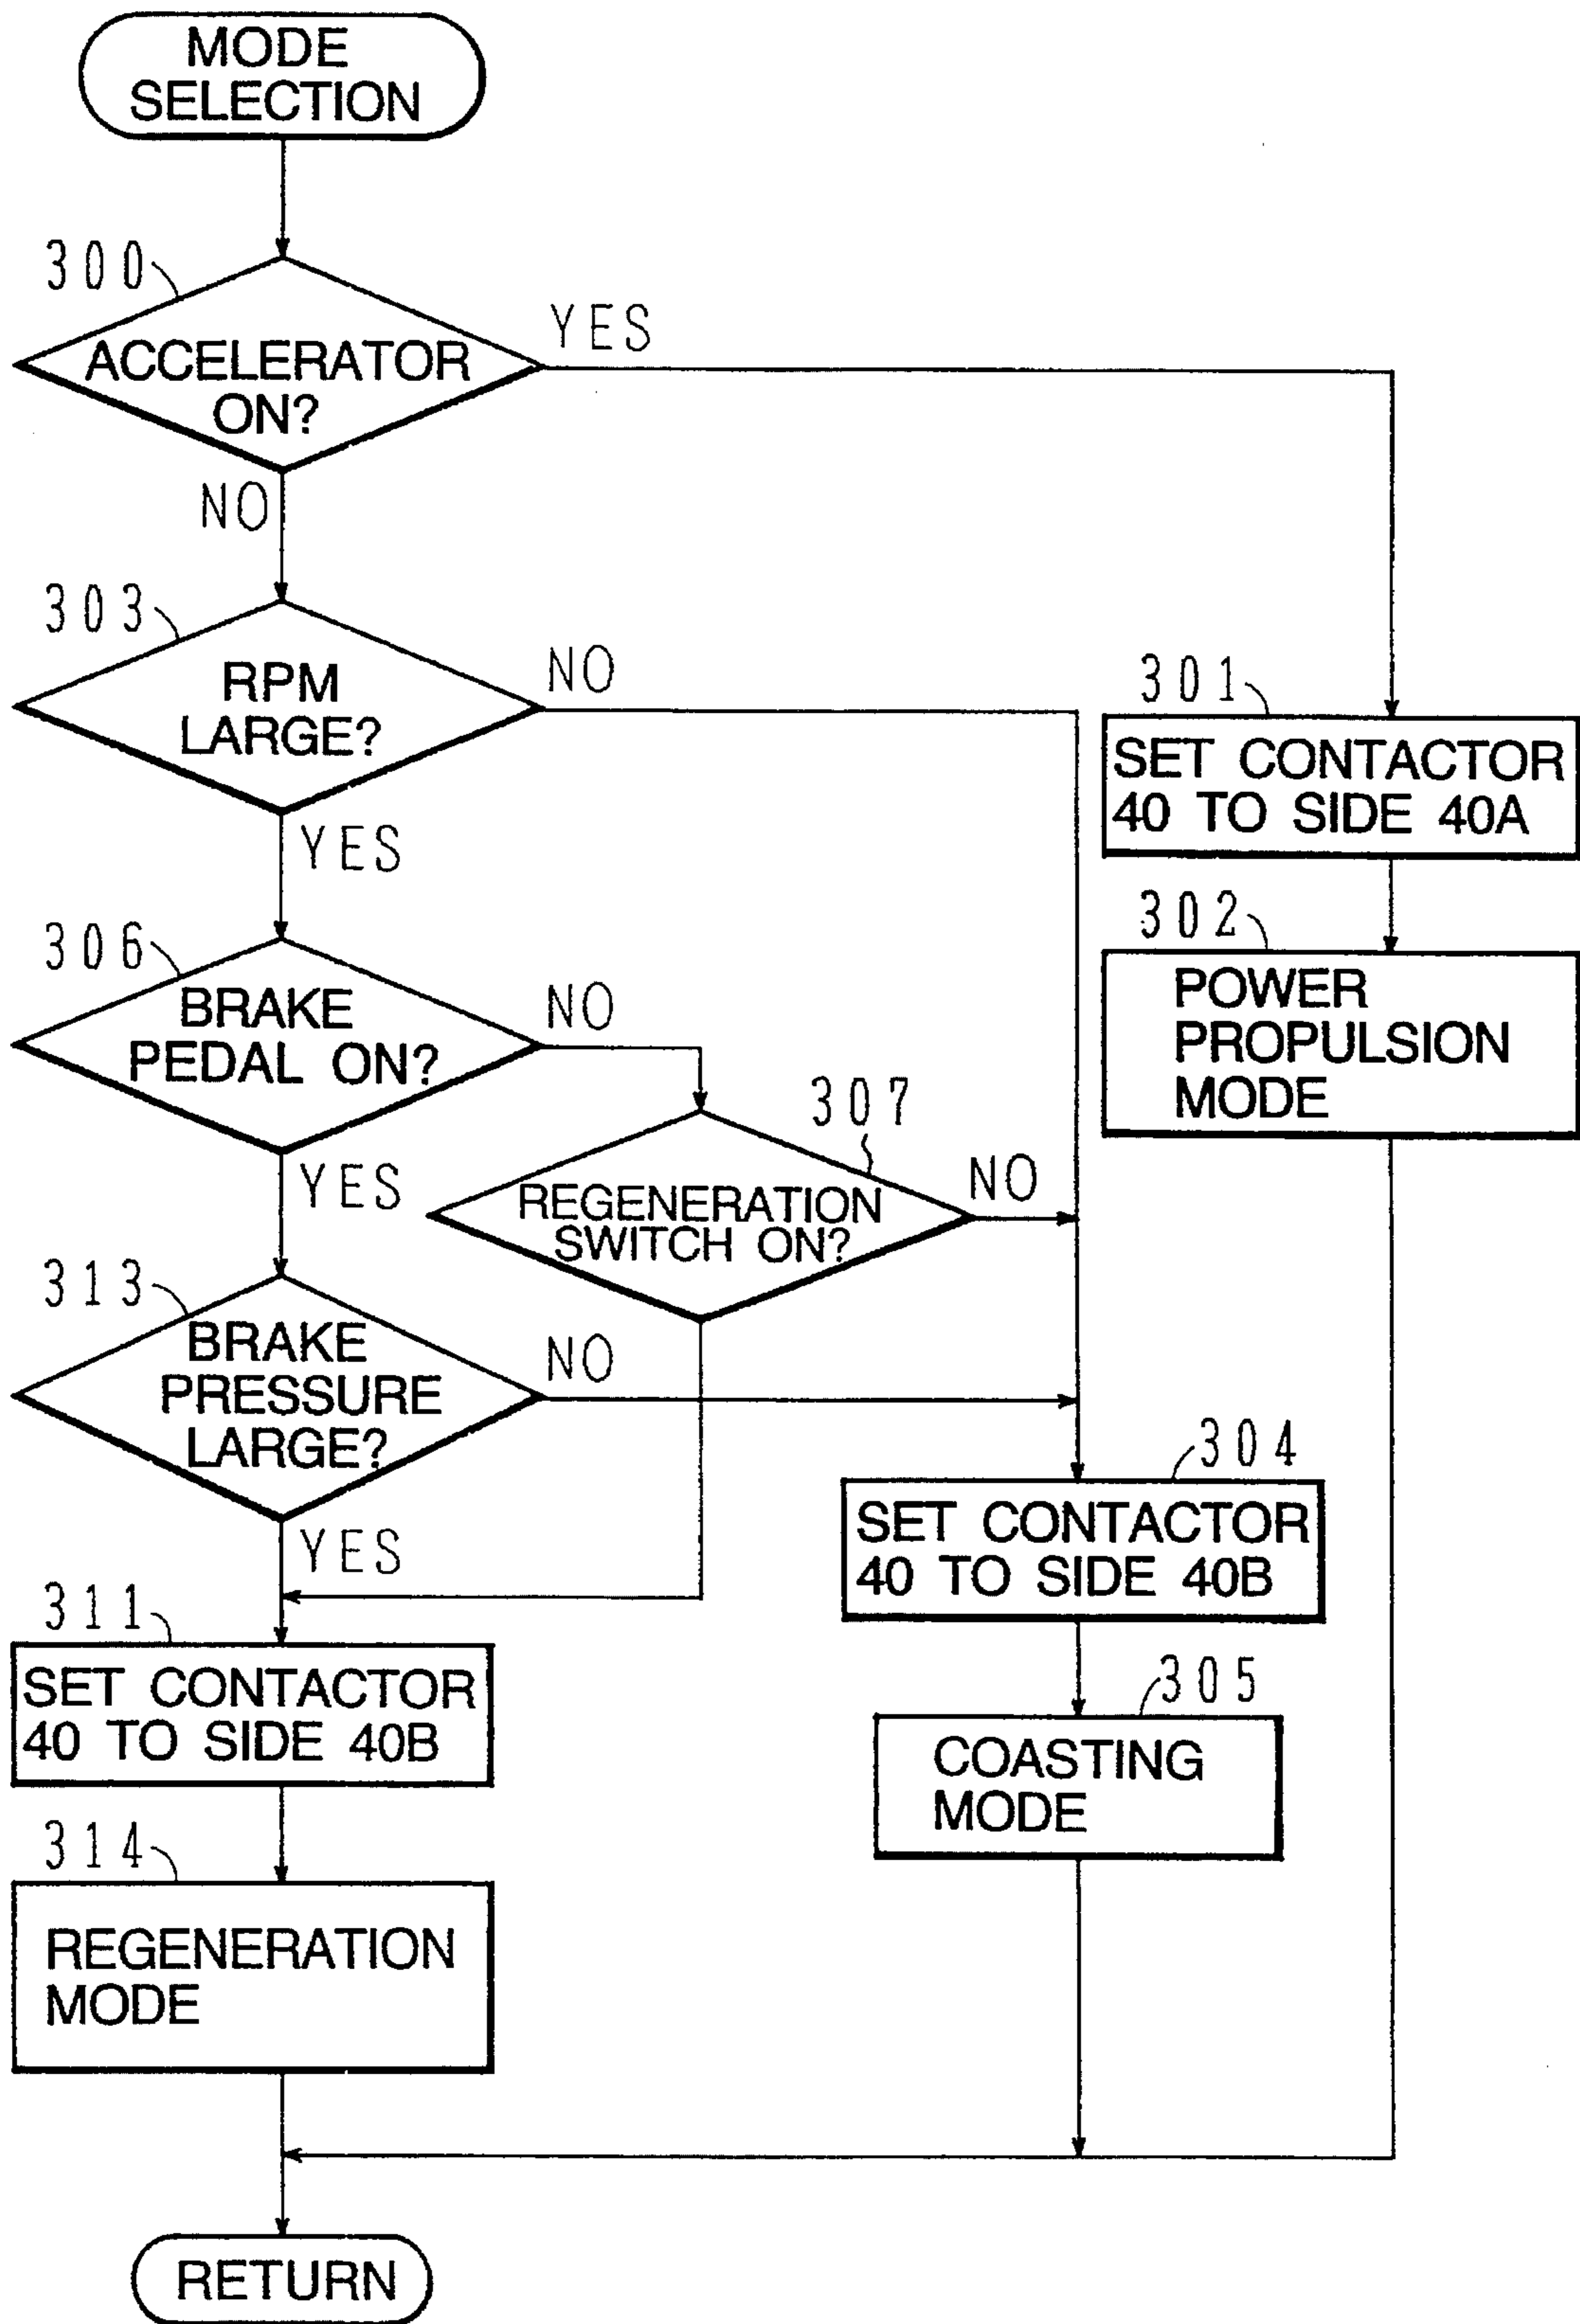 MODE
SELECTION
300
ACCELERATOR
ON?
YES
NO
303
RPM
LARGE?
NO
YES
301
SET CONTACTOR
40 TO SIDE 40A
302
POWER
PROPULSION
MODE
306
BRAKE
PEDAL ON?
NO
YES
307
REGENERATION
SWITCH ON?
NO
313
BRAKE
PRESSURE
LARGE?
NO
YES
304
SET CONTACTOR
40 TO SIDE 40B
305
COASTING
MODE
311
SET CONTACTOR
40 TO SIDE 40B
314
REGENERATION
MODE
RETURN